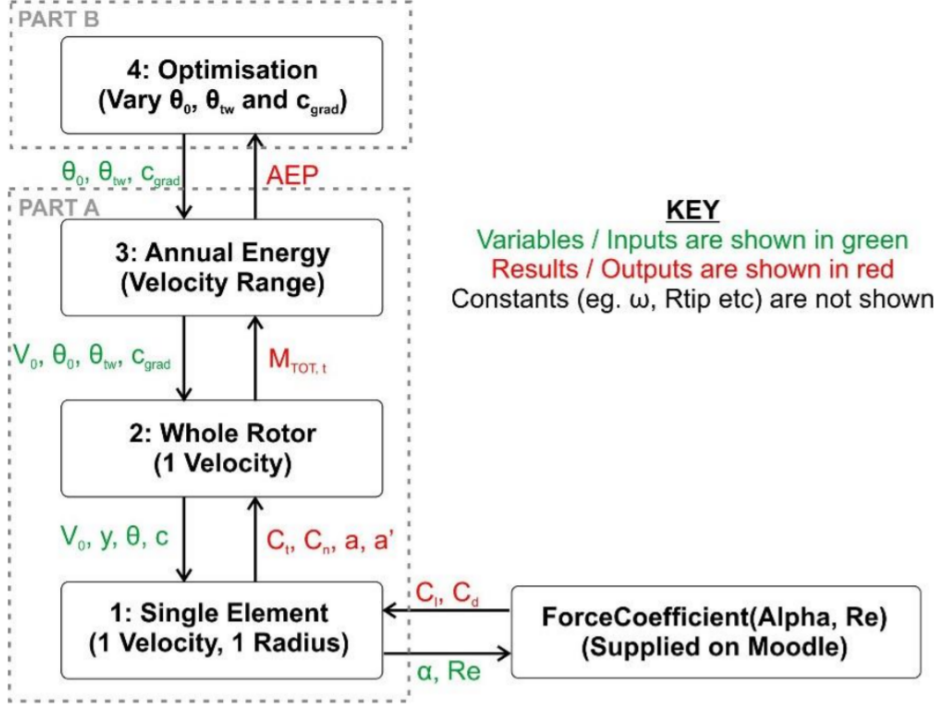 PART B
4: Optimisation
(Vary θ₀, θtw and cgrad)
θ₀, θtw, cgrad
AEP
PART A
3: Annual Energy
(Velocity Range)
V₀, θ₀, θtw, cgrad
MTOT, t
2: Whole Rotor
(1 Velocity)
V₀, y, θ, c
Ct, Cn, a, a'
1: Single Element
(1 Velocity, 1 Radius)
Cl, Cd
α, Re
ForceCoefficient(Alpha, Re)
(Supplied on Moodle)
KEY
Variables / Inputs are shown in green
Results / Outputs are shown in red
Constants (eg. ω, Rtip etc) are not shown